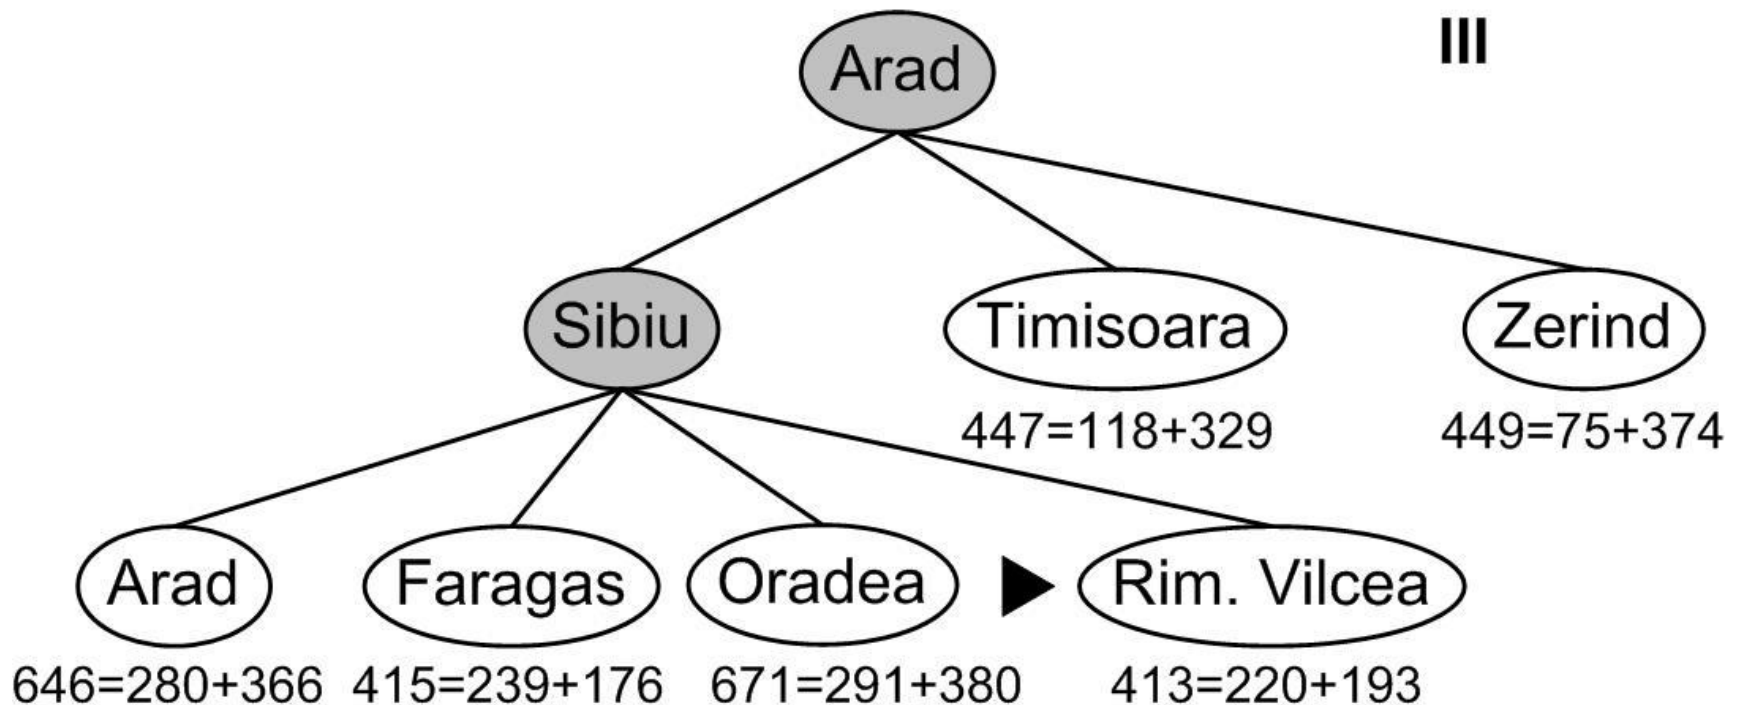 III
Arad
Sibiu Timisoara Zerind
447=118+329 449=75+374
Arad Faragas Oradea Rim. Vilcea
646=280+366 415=239+176 671=291+380 413=220+193